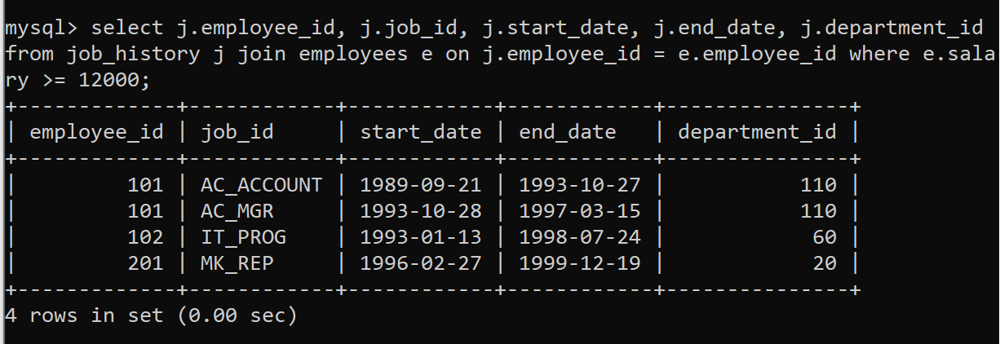 mysql> select j.employee_id, j.job_id, j.start_date, j.end_date, j.department_id
from job_history j join employees e on j.employee_id = e.employee_id where e.sala
ry >= 12000;
+-------------+------------+------------+------------+---------------+
| employee_id | job_id     | start_date | end_date   | department_id |
+-------------+------------+------------+------------+---------------+
|         101 | AC_ACCOUNT | 1989-09-21 | 1993-10-27 |           110 |
|         101 | AC_MGR     | 1993-10-28 | 1997-03-15 |           110 |
|         102 | IT_PROG    | 1993-01-13 | 1998-07-24 |            60 |
|         201 | MK_REP     | 1996-02-27 | 1999-12-19 |            20 |
+-------------+------------+------------+------------+---------------+
4 rows in set (0.00 sec)